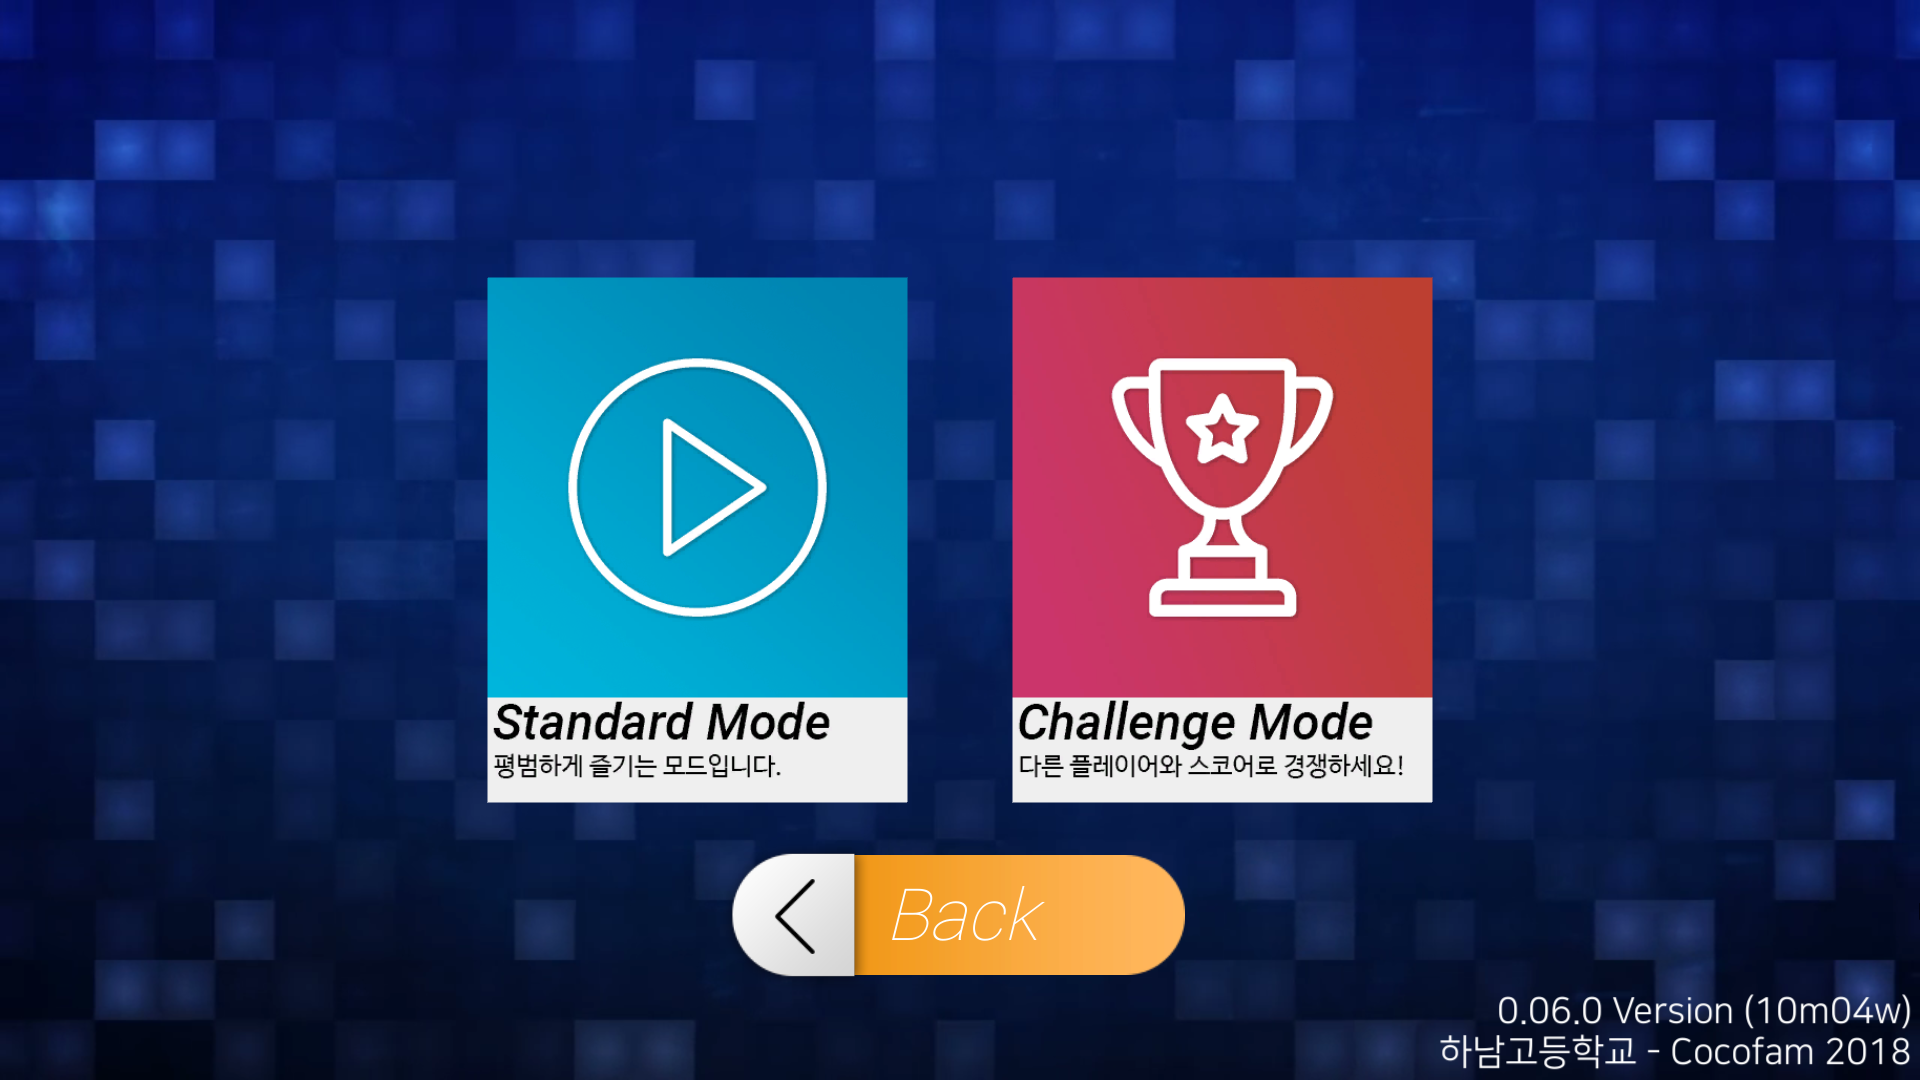 Standard Mode
평범하게 즐기는 모드입니다.
Challenge Mode
다른 플레이어와 스코어로 경쟁하세요!
Back
0.06.0 Version (10m04w)
하남고등학교 - Cocofam 2018